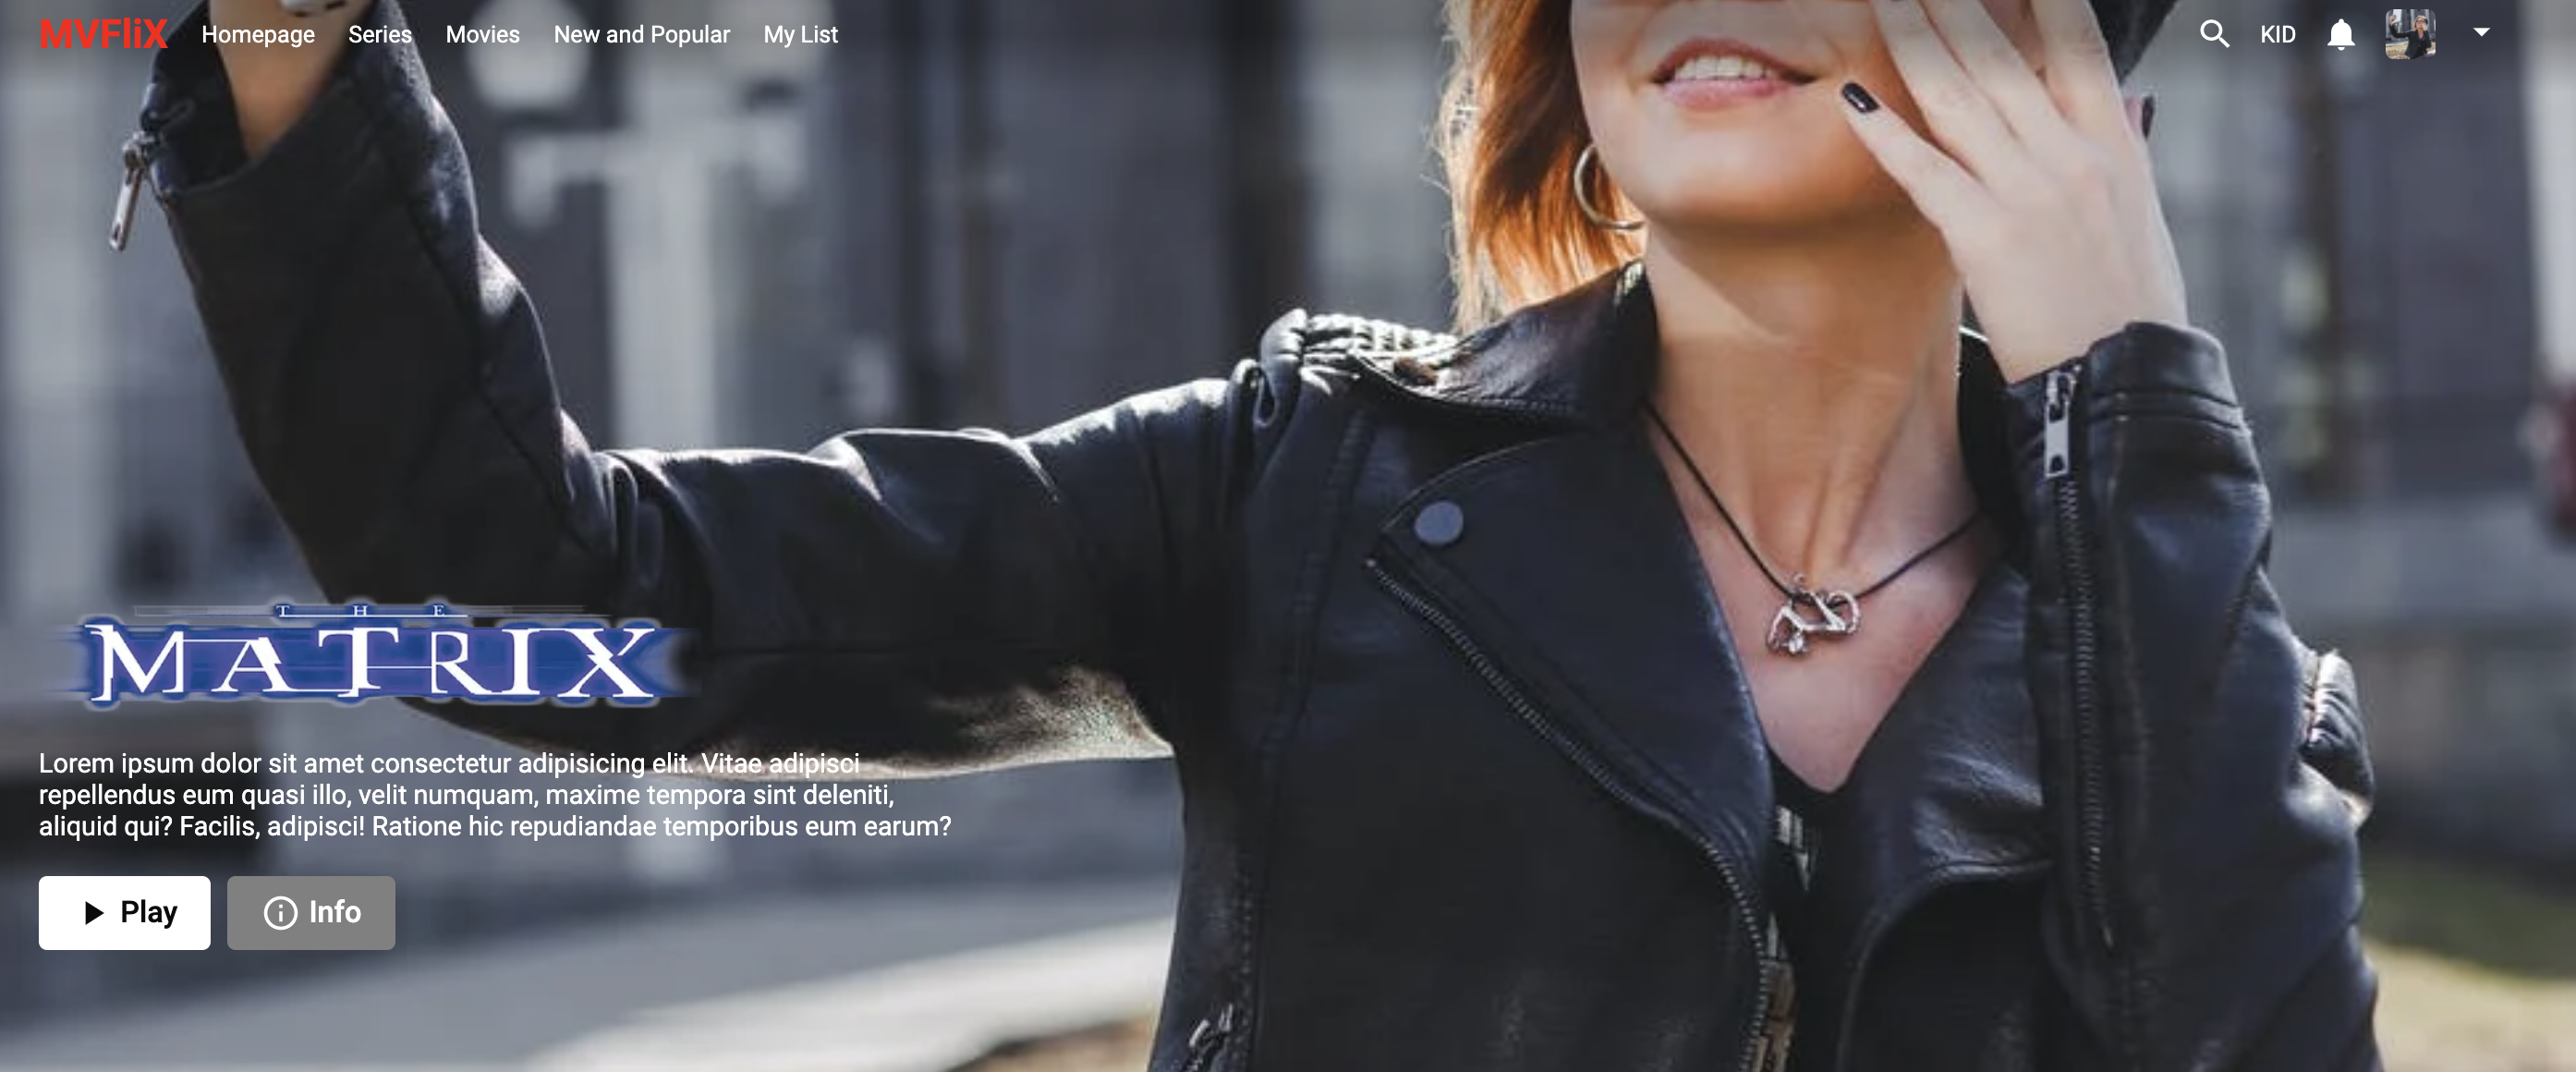 MVFliX Homepage Series Movies New and Popular My List KID
THE
MATRIX
Lorem ipsum dolor sit amet consectetur adipisicing elit. Vitae adipisci
repellendus eum quasi illo, velit numquam, maxime tempora sint deleniti,
aliquid qui? Facilis, adipisci! Ratione hic repudiandae temporibus eum earum?
Play Info